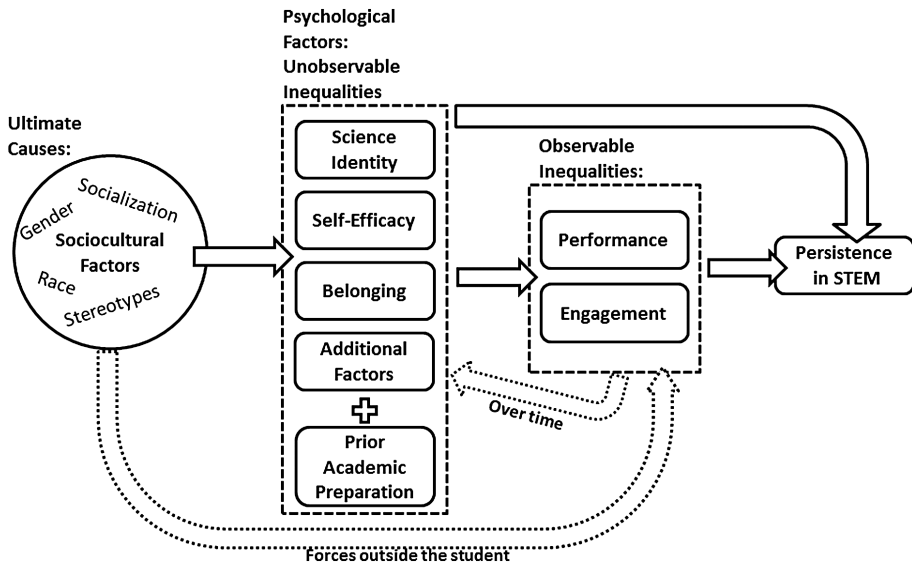 Ultimate
Causes:
Socialization
Gender
Sociocultural
Factors
Race
Stereotypes
Psychological
Factors:
Unobservable
Inequalities
Science
Identity
Self-Efficacy
Belonging
Additional
Factors
Prior
Academic
Preparation
Observable
Inequalities:
Performance
Engagement
Over time
Persistence
in STEM
Forces outside the student